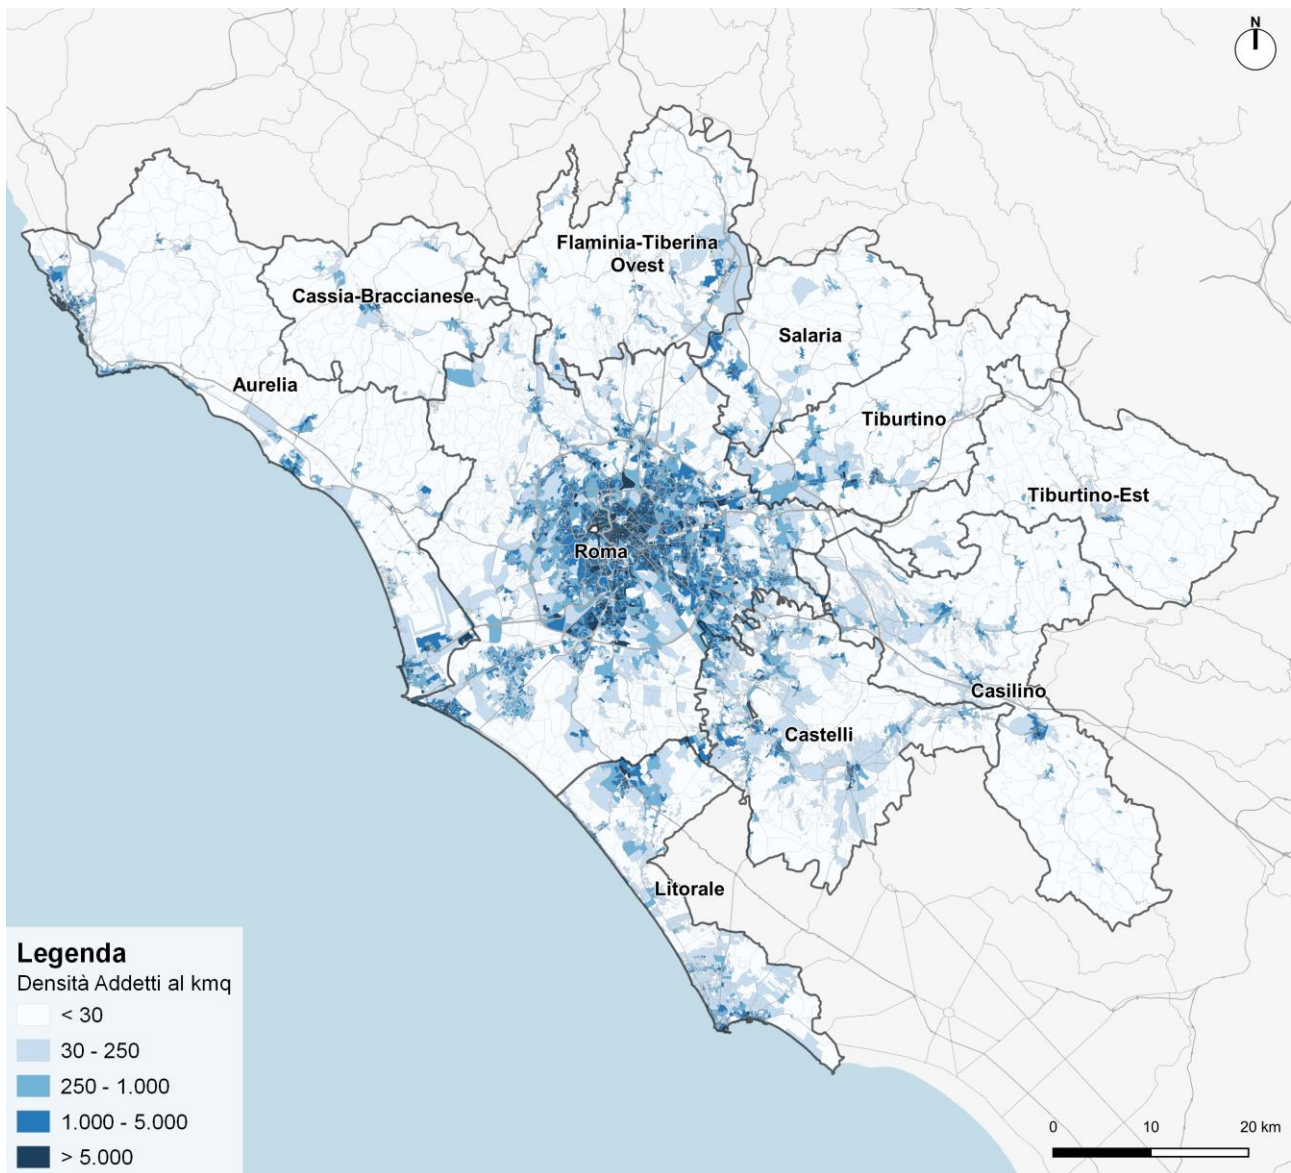 N
Flaminia-Tiberina
Ovest
Cassia-Braccianese
Salaria
Aurelia
Tiburtino
Tiburtino-Est
Roma
Casilino
Castelli
Litorale
Legenda
Densità Addetti al kmq
< 30
30 - 250
250 - 1.000
1.000 - 5.000
> 5.000
0 10 20 km